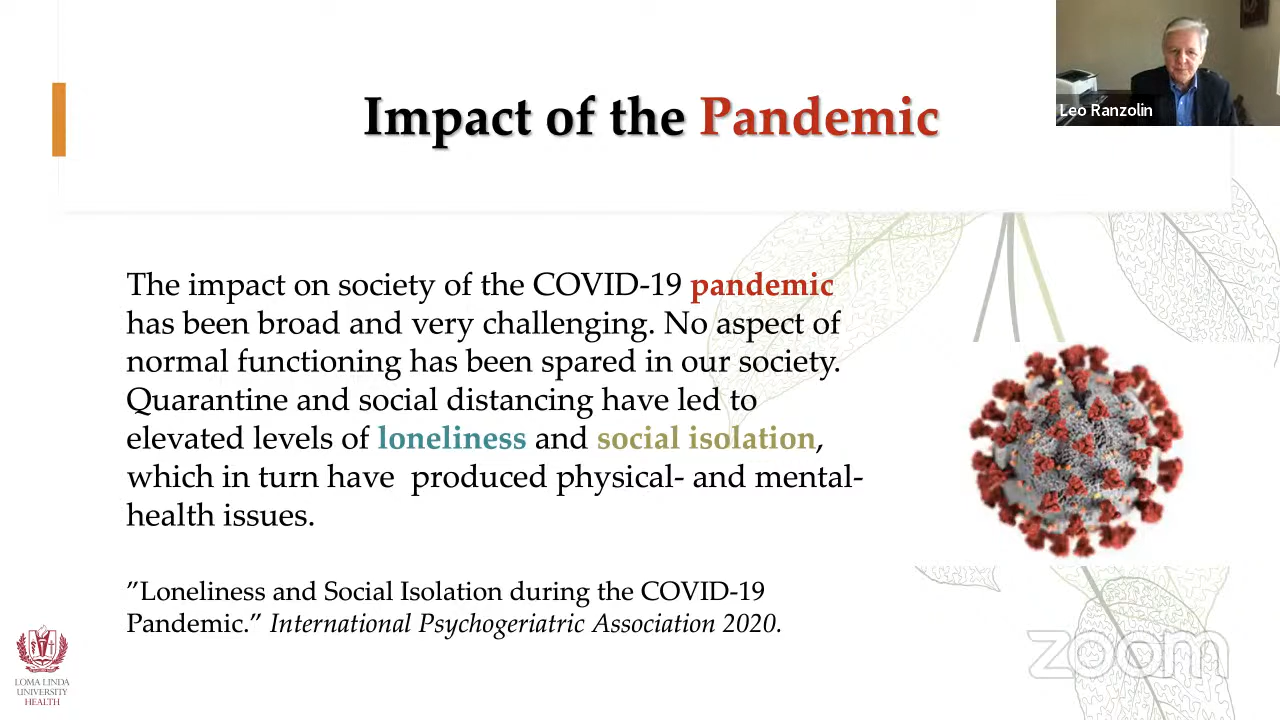 Impact of the Pandemic
Leo Ranzolin
The impact on society of the COVID-19 pandemic
has been broad and very challenging. No aspect of
normal functioning has been spared in our society.
Quarantine and social distancing have led to
elevated levels of loneliness and social isolation,
which in turn have  produced physical- and mental-
health issues.
”Loneliness and Social Isolation during the COVID-19
Pandemic.” International Psychogeriatric Association 2020.
LOMA LINDA
UNIVERSITY
HEALTH
zoom